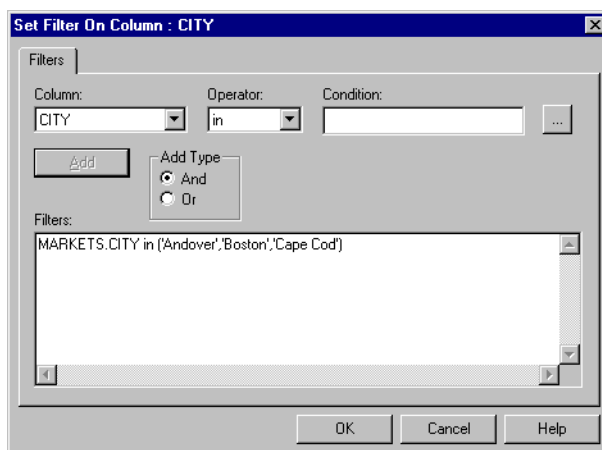 Set Filter On Column : CITY
Filters
Column: Operator: Condition:
CITY in ...
Add Add Type
And
Or
Filters:
MARKETS.CITY in ('Andover','Boston','Cape Cod')
OK Cancel Help